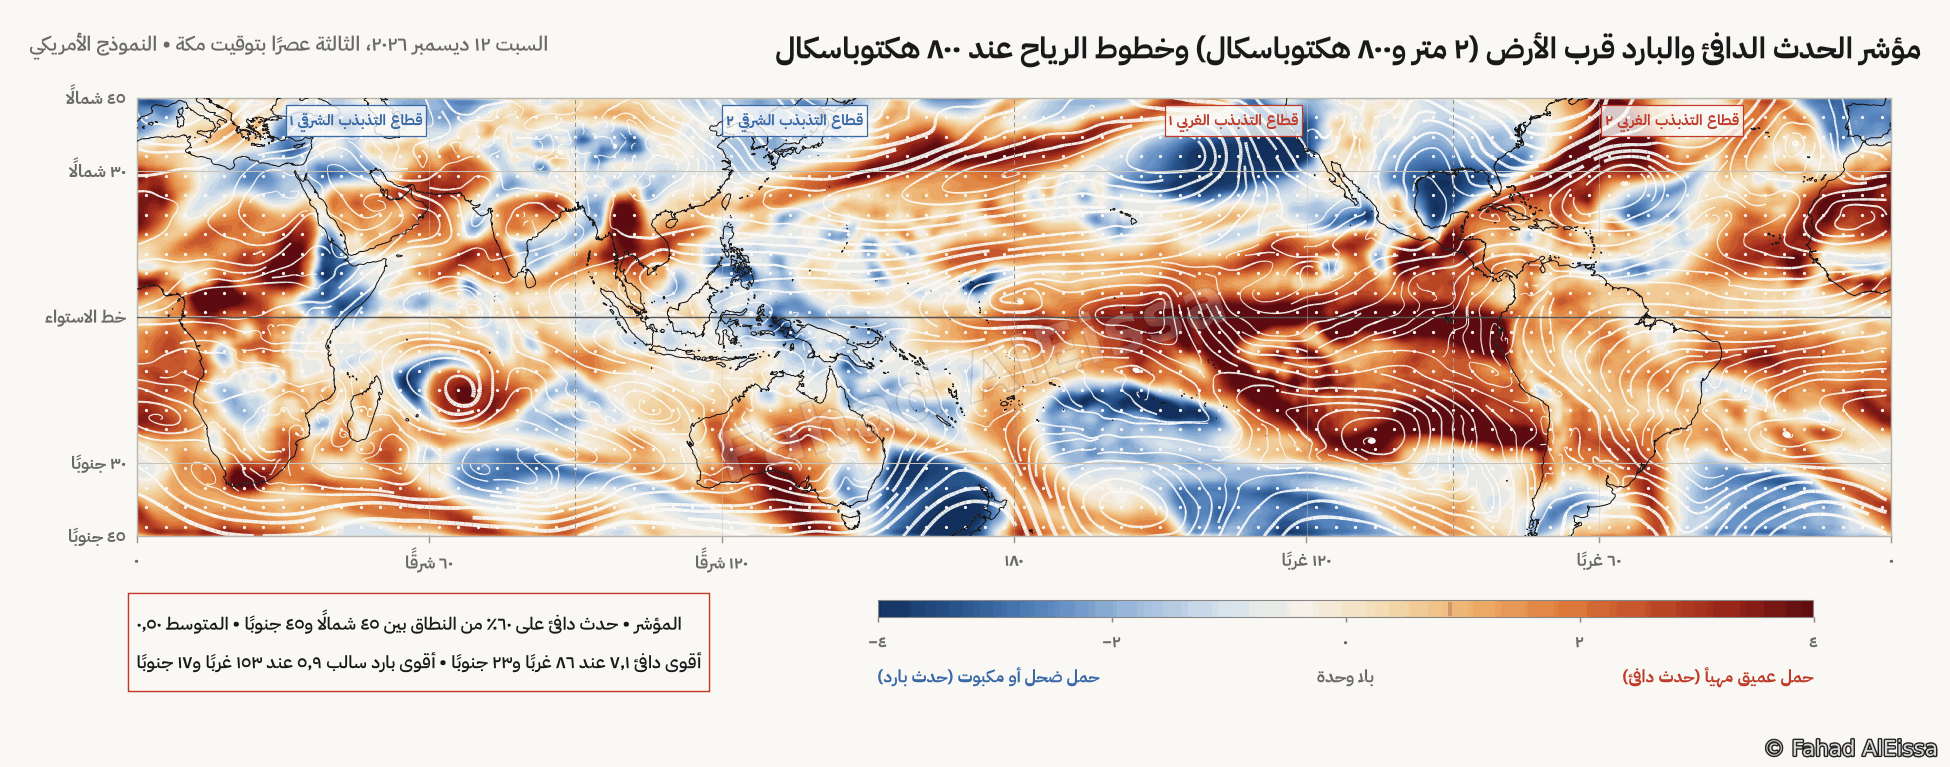 مؤشر الحدث الدافئ والبارد قرب الأرض (٢ متر و٨٠٠ هكتوباسكال) وخطوط الرياح عند ٨٠٠ هكتوباسكال
السبت ١٢ ديسمبر ٢٠٢٦، الثالثة عصرًا بتوقيت مكة • النموذج الأمريكي
٤٥ شمالًا
٣٠ شمالًا
خط الاستواء
٣٠ جنوبًا
٤٥ جنوبًا
قطاع التذبذب الشرقي ١
قطاع التذبذب الشرقي ٢
قطاع التذبذب الغربي ١
قطاع التذبذب الغربي ٢
Fahad AlEissa
٠
٦٠ شرقًا
١٢٠ شرقًا
١٨٠
١٢٠ غربًا
٦٠ غربًا
٠
المؤشر • حدث دافئ على ٦٠٪ من النطاق بين ٤٥ شمالًا و٤٥ جنوبًا • المتوسط ٠,٥٠
أقوى دافئ ٧,١ عند ٨٦ غربًا و٢٣ جنوبًا • أقوى بارد سالب ٥,٩ عند ١٥٣ غربًا و١٧ جنوبًا
−٤
−٢
٠
٢
٤
حمل ضحل أو مكبوت (حدث بارد)
بلا وحدة
حمل عميق مهيأ (حدث دافئ)
© Fahad AlEissa